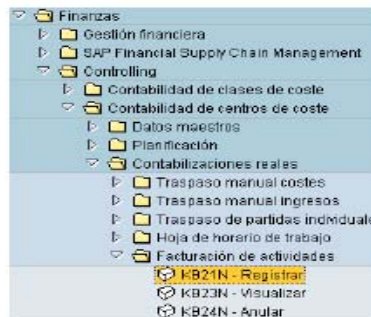 Finanzas
Gestión financiera
SAP Financial Supply Chain Management
Controlling
Contabilidad de clases de coste
Contabilidad de centros de coste
Datos maestros
Planificación
Contabilizaciones reales
Traspaso manual costes
Traspaso manual ingresos
Traspaso de partidas individuale
Hoja de horario de trabajo
Facturación de actividades
KB21N - Registrar
KB23N - Visualizar
KB24N - Anular